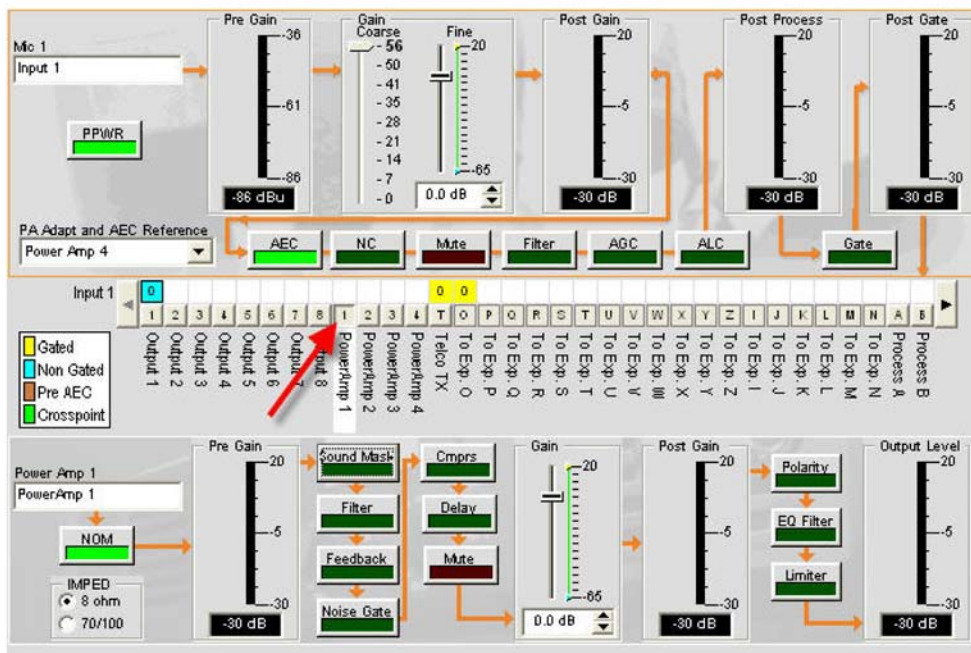 Pre Gain
Gain
Post Gain
Post Process
Post Gate
Mic 1
Input 1
PPWR
-36
-61
-86
-86 dBu
Coarse
Fine
- 56
- 50
- 41
- 35
- 28
- 21
- 14
- 7
- 0
20
-65
0.0 dB
20
-5
-30
-30 dB
20
-5
-30
-30 dB
20
-5
-30
-30 dB
PA Adapt and AEC Reference
Power Amp 4
AEC
NC
Mute
Filter
AGC
ALC
Gate
Input 1
0
0 0
1 2 3 4 5 6 7 8 1 2 3 4 T O P Q R S T U V W X Y Z I J K L M N A B
Output 1
Output 2
Output 3
Output 4
Output 5
Output 6
Output 7
Output 8
PowerAmp 1
PowerAmp 2
PowerAmp 3
PowerAmp 4
Telco TX
To Exp. O
To Exp. P
To Exp. Q
To Exp. R
To Exp. S
To Exp. T
To Exp. U
To Exp. V
To Exp. W
To Exp. X
To Exp. Y
To Exp. Z
To Exp. I
To Exp. J
To Exp. K
To Exp. L
To Exp. M
To Exp. N
Process A
Process B
Gated
Non Gated
Pre AEC
Crosspoint
Power Amp 1
PowerAmp 1
NOM
IMPED
8 ohm
70/100
Pre Gain
20
-5
-30
-30 dB
Sound Mask
Filter
Feedback
Noise Gate
Cmprs
Delay
Mute
Gain
20
-65
0.0 dB
Post Gain
20
-5
-30
-30 dB
Polarity
EQ Filter
Limiter
Output Level
20
-5
-30
-30 dB